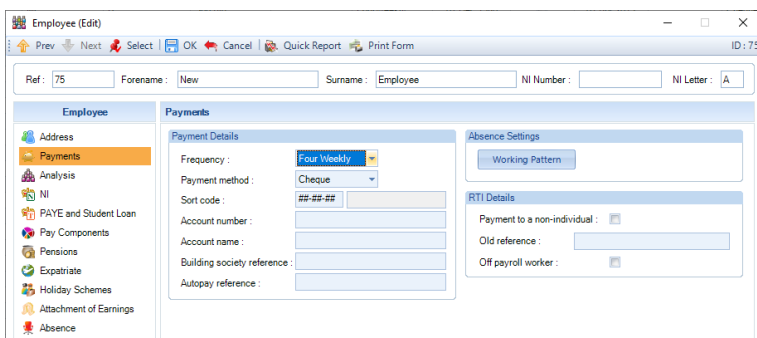 Employee (Edit)
Prev Next Select OK Cancel Quick Report Print Form ID : 75
Ref : 75 Forename : New Surname : Employee NI Number : NI Letter : A
Employee Payments
Address
Payments
Analysis
NI
PAYE and Student Loan
Pay Components
Pensions
Expatriate
Holiday Schemes
Attachment of Earnings
Absence
Payment Details
Frequency : Four Weekly
Payment method : Cheque
Sort code : ##-##-##
Account number :
Account name :
Building society reference :
Autopay reference :
Absence Settings
Working Pattern
RTI Details
Payment to a non-individual :
Old reference :
Off payroll worker :